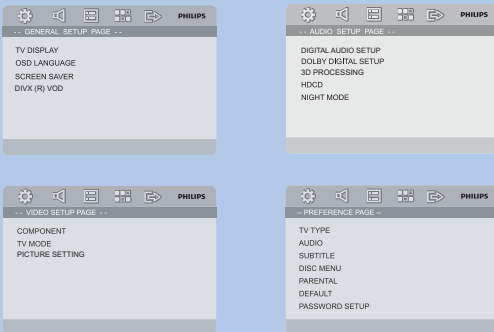 PHILIPS
- - GENERAL SETUP PAGE - -
TV DISPLAY
OSD LANGUAGE
SCREEN SAVER
DIVX (R) VOD
PHILIPS
- - AUDIO SETUP PAGE - -
DIGITAL AUDIO SETUP
DOLBY DIGITAL SETUP
3D PROCESSING
HDCD
NIGHT MODE
PHILIPS
- - VIDEO SETUP PAGE - -
COMPONENT
TV MODE
PICTURE SETTING
PHILIPS
-- PREFERENCE PAGE --
TV TYPE
AUDIO
SUBTITLE
DISC MENU
PARENTAL
DEFAULT
PASSWORD SETUP